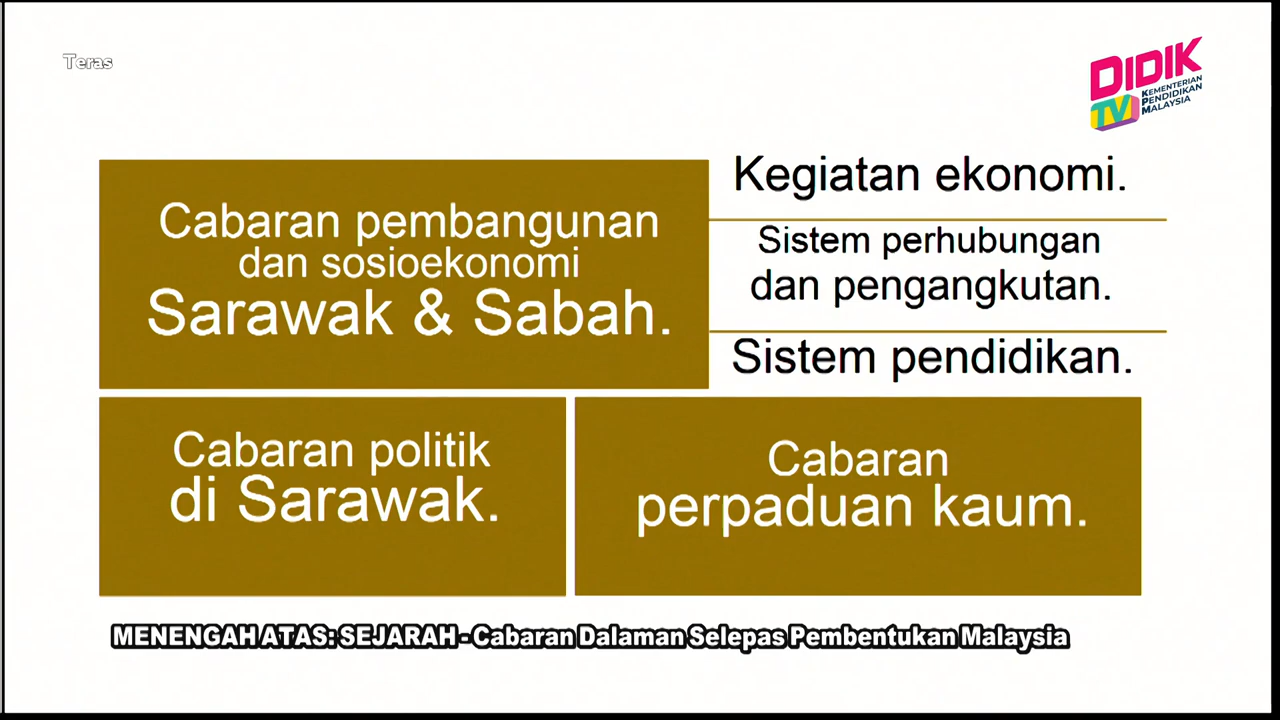 Teras
DIDIK
TV
KEMENTERIAN
PENDIDIKAN
MALAYSIA
Cabaran pembangunan
dan sosioekonomi
Sarawak & Sabah.
Kegiatan ekonomi.
Sistem perhubungan
dan pengangkutan.
Sistem pendidikan.
Cabaran politik
di Sarawak.
Cabaran
perpaduan kaum.
MENENGAH ATAS: SEJARAH - Cabaran Dalaman Selepas Pembentukan Malaysia